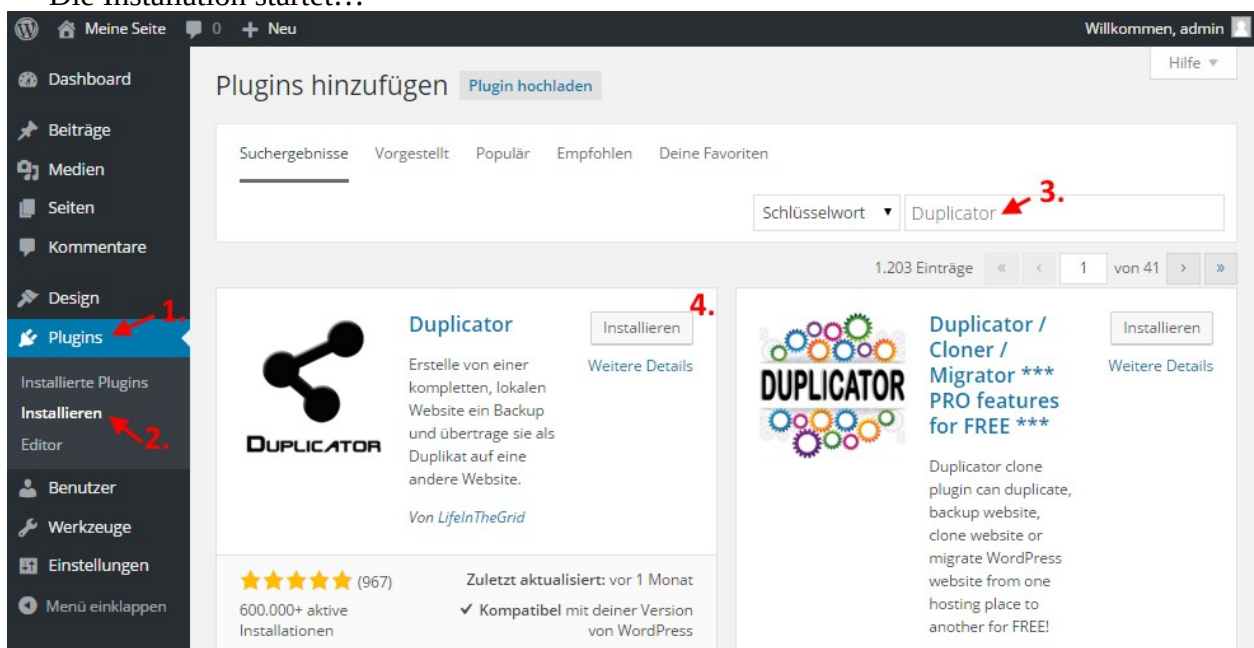 Die Installation startet…
Meine Seite 0 + Neu Willkommen, admin
Hilfe
Dashboard
Beiträge
Medien
Seiten
Kommentare
Design
1.
Plugins
Installierte Plugins
Installieren
2.
Editor
Benutzer
Werkzeuge
Einstellungen
Menü einklappen
Plugins hinzufügen Plugin hochladen
Suchergebnisse Vorgestellt Populär Empfohlen Deine Favoriten
Schlüsselwort Duplicator 3.
1.203 Einträge « ‹ 1 von 41 › »
4.
DUPLICATOR
Duplicator
Installieren
Weitere Details
Erstelle von einer
kompletten, lokalen
Website ein Backup
und übertrage sie als
Duplikat auf eine
andere Website.
Von LifeInTheGrid
(967)
600.000+ aktive
Installationen
Zuletzt aktualisiert: vor 1 Monat
✔ Kompatibel mit deiner Version
von WordPress
DUPLICATOR
Duplicator /
Cloner /
Migrator ***
PRO features
for FREE ***
Installieren
Weitere Details
Duplicator clone
plugin can duplicate,
backup website,
clone website or
migrate WordPress
website from one
hosting place to
another for FREE!